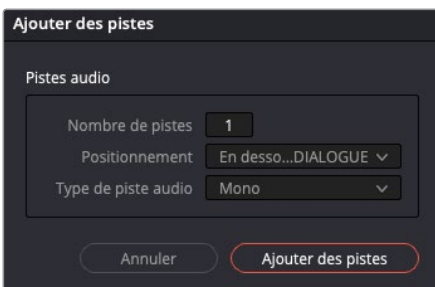 Ajouter des pistes
Pistes audio
Nombre de pistes 1
Positionnement En desso...DIALOGUE
Type de piste audio Mono
Annuler Ajouter des pistes